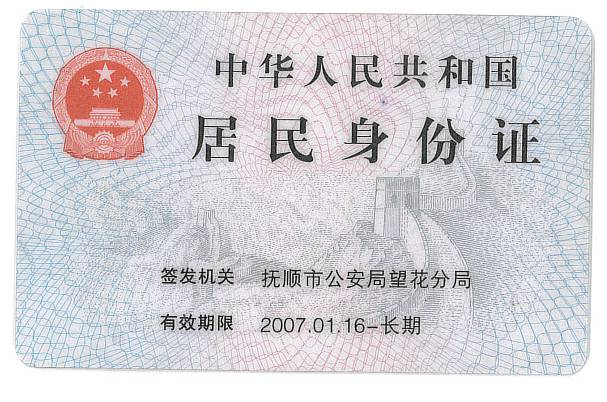 中华人民共和国
居民身份证
签发机关 抚顺市公安局望花分局
有效期限 2007.01.16-长期